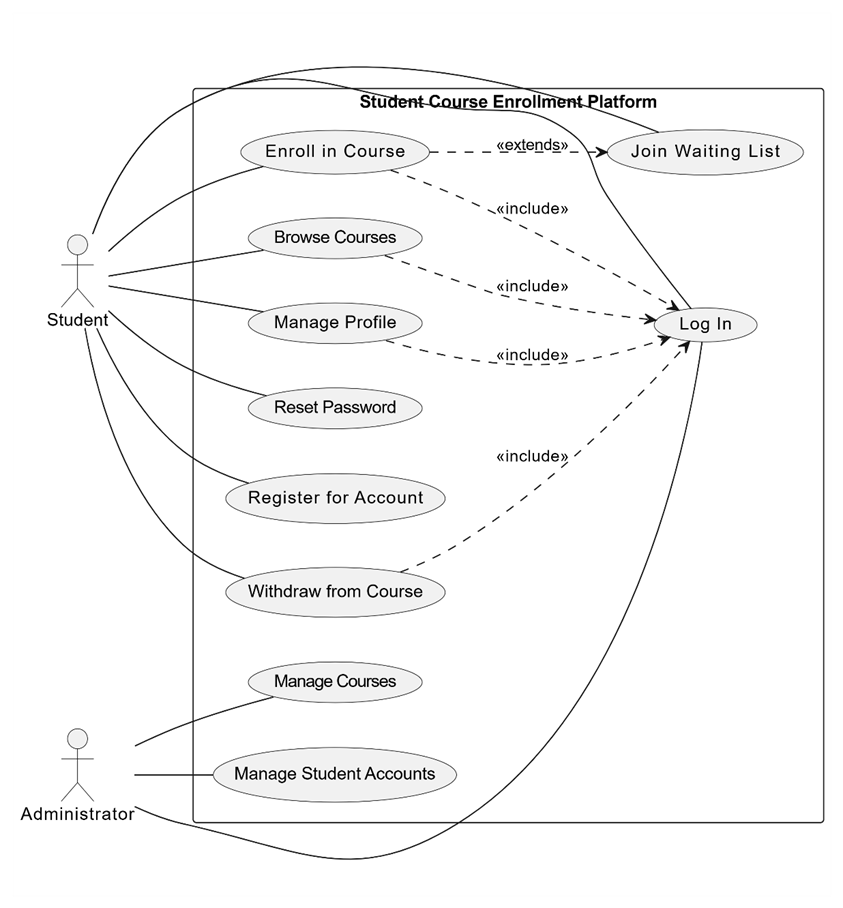 Student Course Enrollment Platform
Enroll in Course
«extends»
Join Waiting List
«include»
Browse Courses
«include»
Student
Manage Profile
Log In
«include»
Reset Password
«include»
Register for Account
Withdraw from Course
Manage Courses
Manage Student Accounts
Administrator